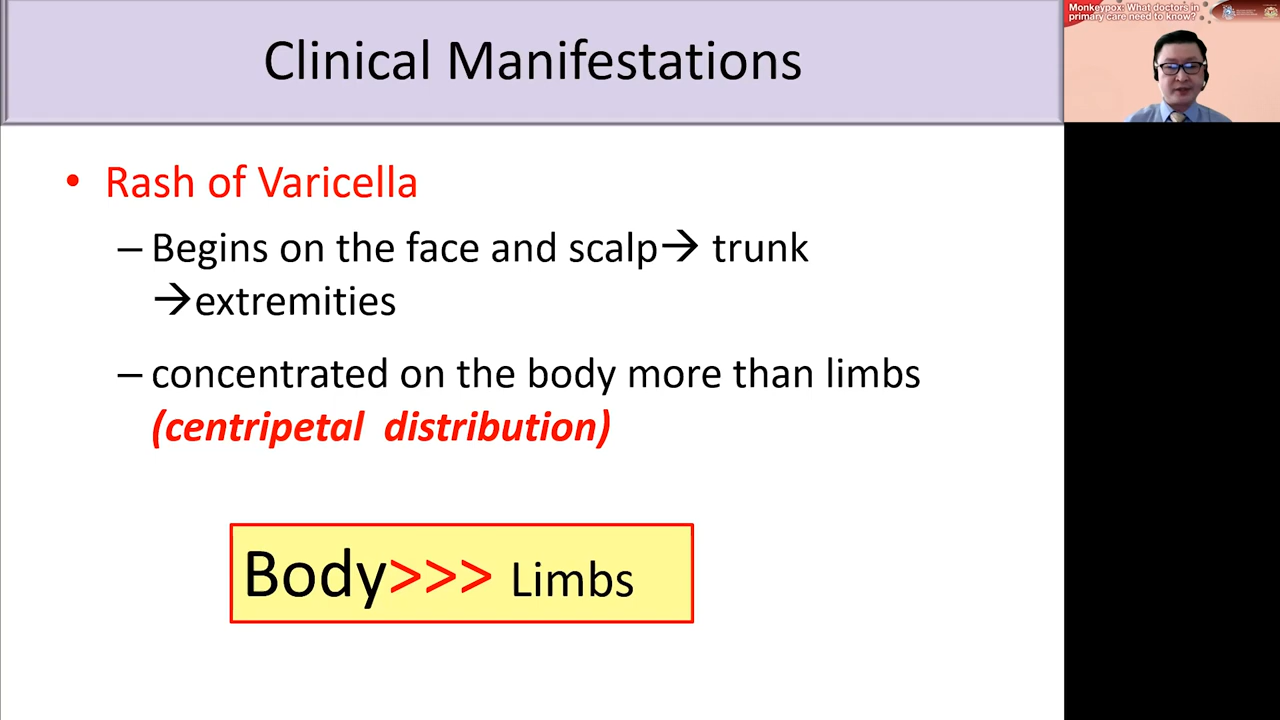 Clinical Manifestations
Monkeypox: What doctors in
primary care need to know?
• Rash of Varicella
– Begins on the face and scalp→ trunk
→extremities
– concentrated on the body more than limbs
(centripetal distribution)
Body>>> Limbs